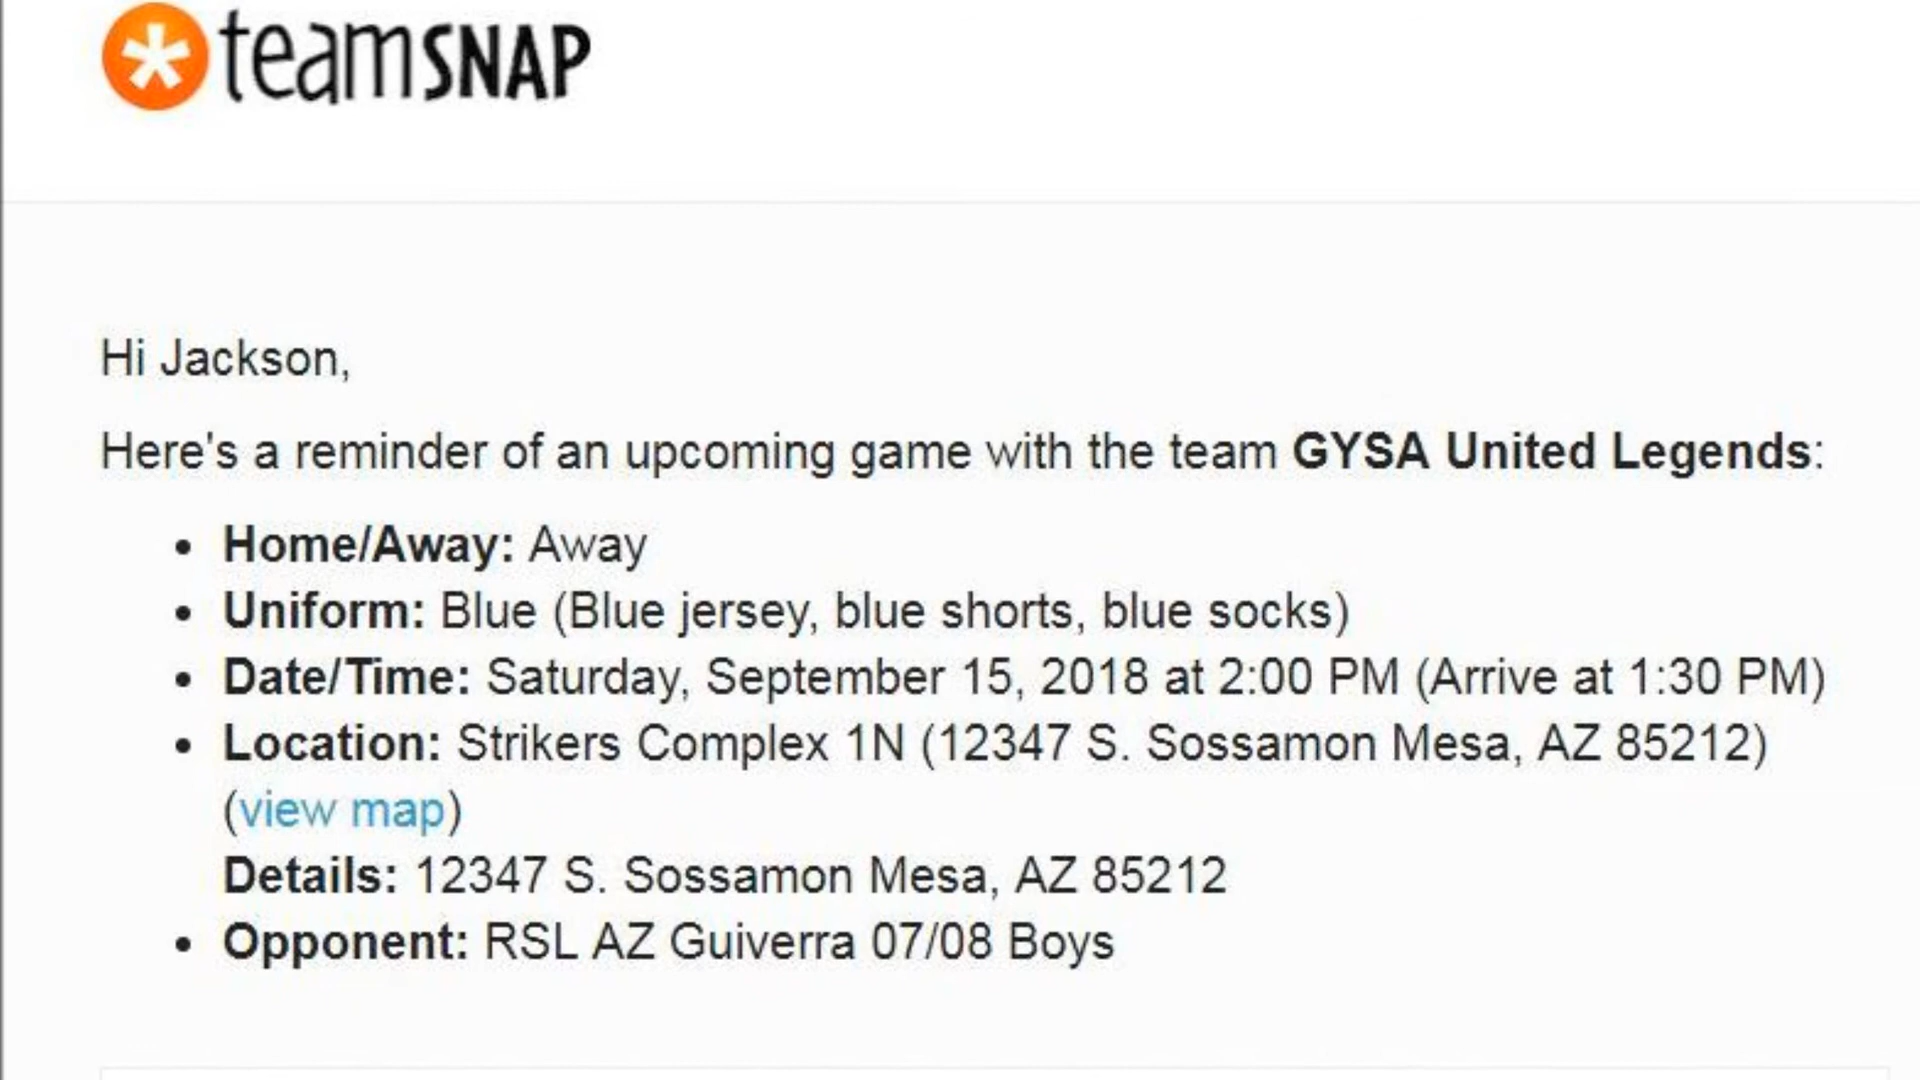 teamSNAP
Hi Jackson,
Here's a reminder of an upcoming game with the team GYSA United Legends:
• Home/Away: Away
• Uniform: Blue (Blue jersey, blue shorts, blue socks)
• Date/Time: Saturday, September 15, 2018 at 2:00 PM (Arrive at 1:30 PM)
• Location: Strikers Complex 1N (12347 S. Sossamon Mesa, AZ 85212)
(view map)
Details: 12347 S. Sossamon Mesa, AZ 85212
• Opponent: RSL AZ Guiverra 07/08 Boys